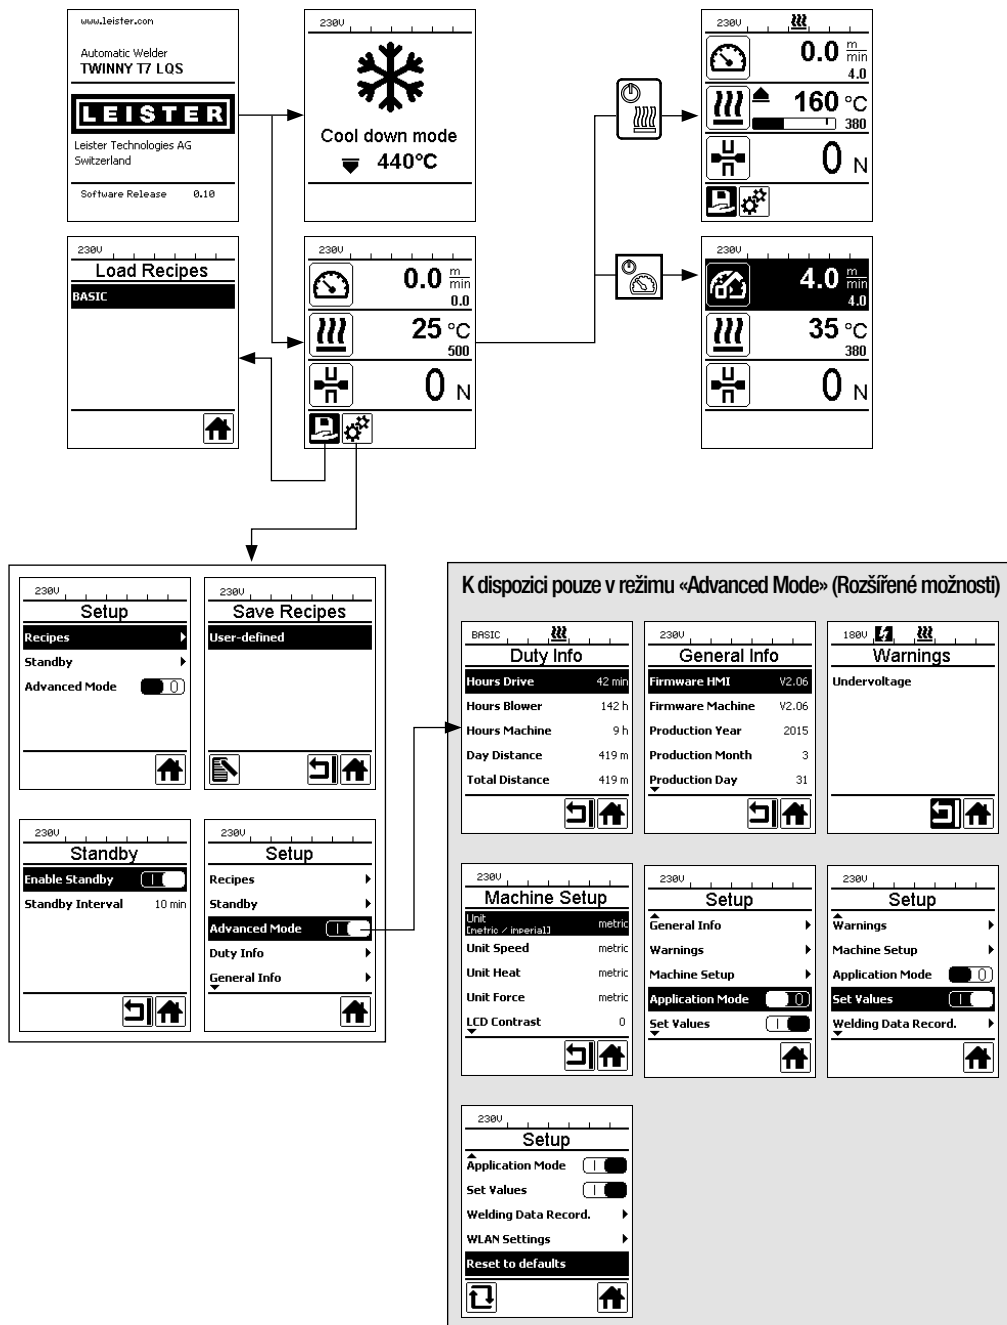 www.leister.com
Automatic Welder
TWINNY T7 LQS
LEISTER
Leister Technologies AG
Switzerland
Software Release 0.10
230V
Cool down mode
440°C
230V
0.0 m/min
4.0
160 °C
380
0 N
230V
Load Recipes
BASIC
230V
0.0 m/min
0.0
25 °C
500
0 N
230V
4.0 m/min
4.0
35 °C
380
0 N
230V
Setup
Recipes
Standby
Advanced Mode 0
230V
Save Recipes
User-defined
230V
Standby
Enable Standby I
Standby Interval 10 min
230V
Setup
Recipes
Standby
Advanced Mode I
Duty Info
General Info
K dispozici pouze v režimu «Advanced Mode» (Rozšířené možnosti)
BASIC
Duty Info
Hours Drive 42 min
Hours Blower 142 h
Hours Machine 9 h
Day Distance 419 m
Total Distance 419 m
230V
General Info
Firmware HMI V2.06
Firmware Machine V2.06
Production Year 2015
Production Month 3
Production Day 31
180V
Warnings
Undervoltage
230V
Machine Setup
Unit
[metric / imperial] metric
Unit Speed metric
Unit Heat metric
Unit Force metric
LCD Contrast 0
230V
Setup
General Info
Warnings
Machine Setup
Application Mode 0
Set Values I
230V
Setup
Warnings
Machine Setup
Application Mode 0
Set Values I
Welding Data Record.
230V
Setup
Application Mode I
Set Values I
Welding Data Record.
WLAN Settings
Reset to defaults